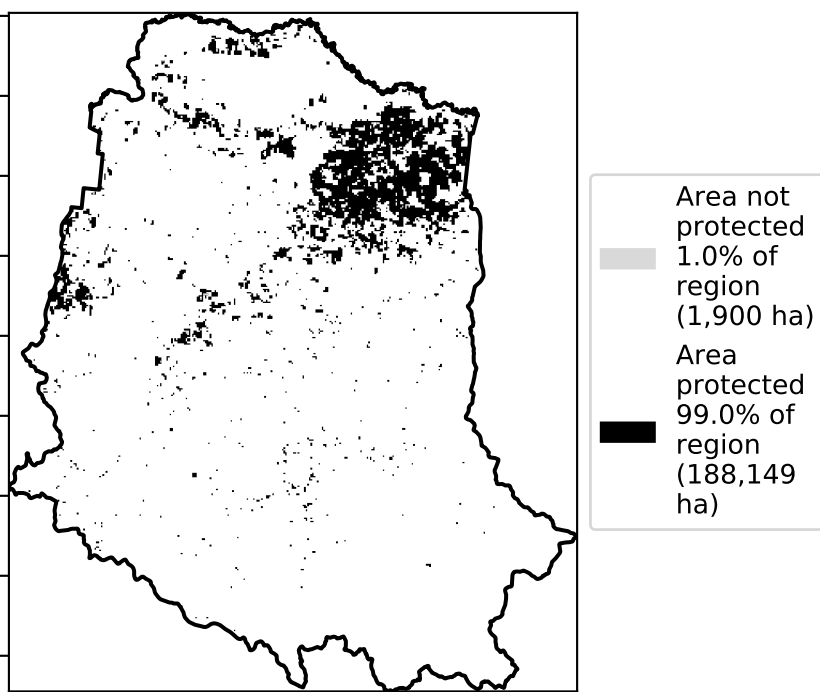 Area not
protected
1.0% of
region
(1,900 ha)
Area
protected
99.0% of
region
(188,149
ha)